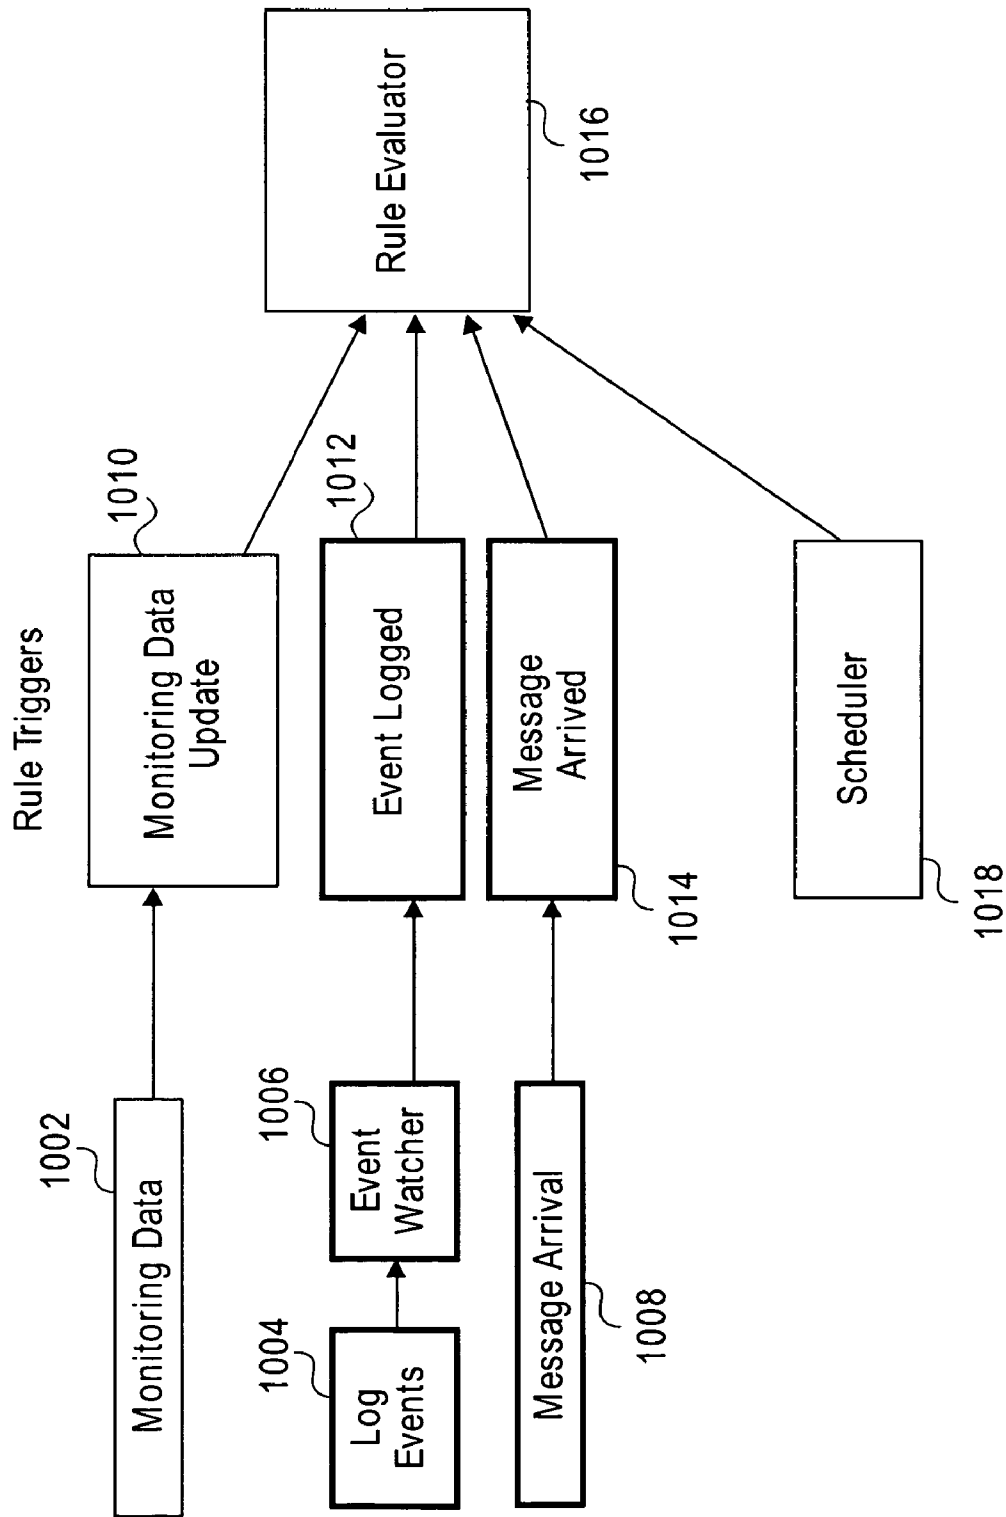 Rule Triggers
1002
Monitoring Data
1010
Monitoring Data
Update
1004
Log
Events
1006
Event
Watcher
1012
Event Logged
Message Arrival
1008
Message
Arrived
1014
Scheduler
1018
Rule Evaluator
1016